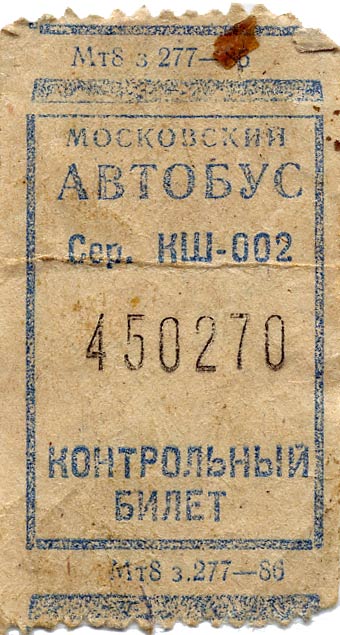 Мт8 з 277—
МОСКОВСКИЙ
АВТОБУС
Сер. КШ-002
450270
КОНТРОЛЬНЫЙ
БИЛЕТ
Мт8 з.277—86